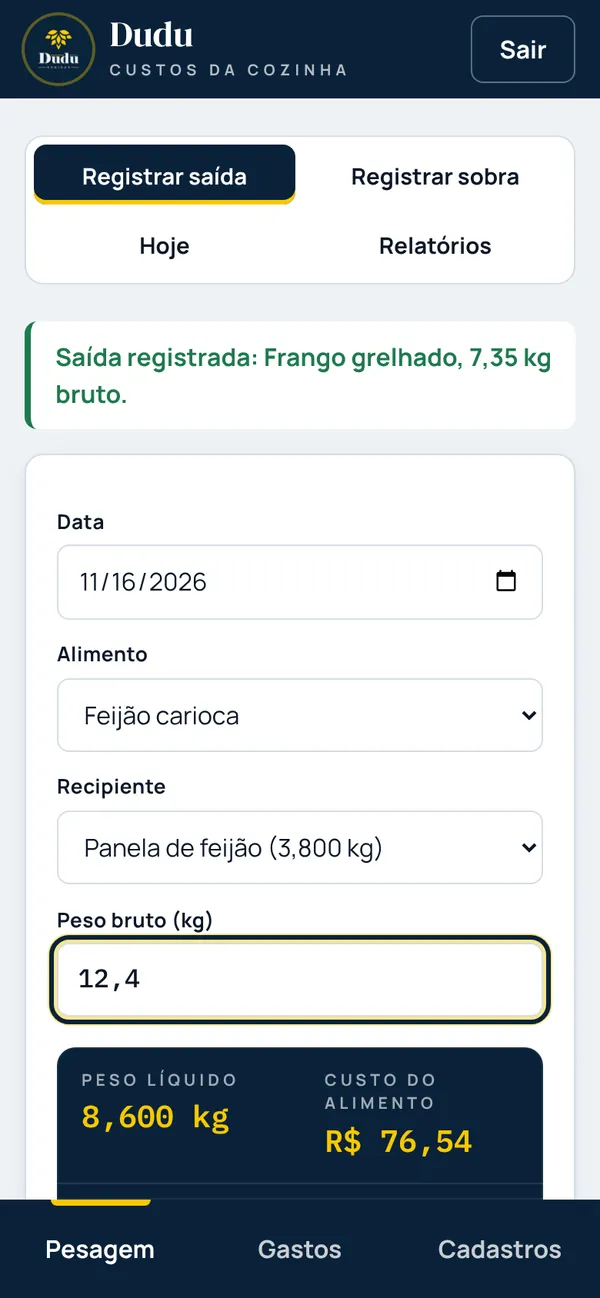 Dudu
Dudu
CUSTOS DA COZINHA
Sair
Registrar saída
Registrar sobra
Hoje
Relatórios
Saída registrada: Frango grelhado, 7,35 kg
bruto.
Data
11/16/2026
Alimento
Feijão carioca
Recipiente
Panela de feijão (3,800 kg)
Peso bruto (kg)
12,4
PESO LÍQUIDO
8,600 kg
CUSTO DO
ALIMENTO
R$ 76,54
Pesagem
Gastos
Cadastros